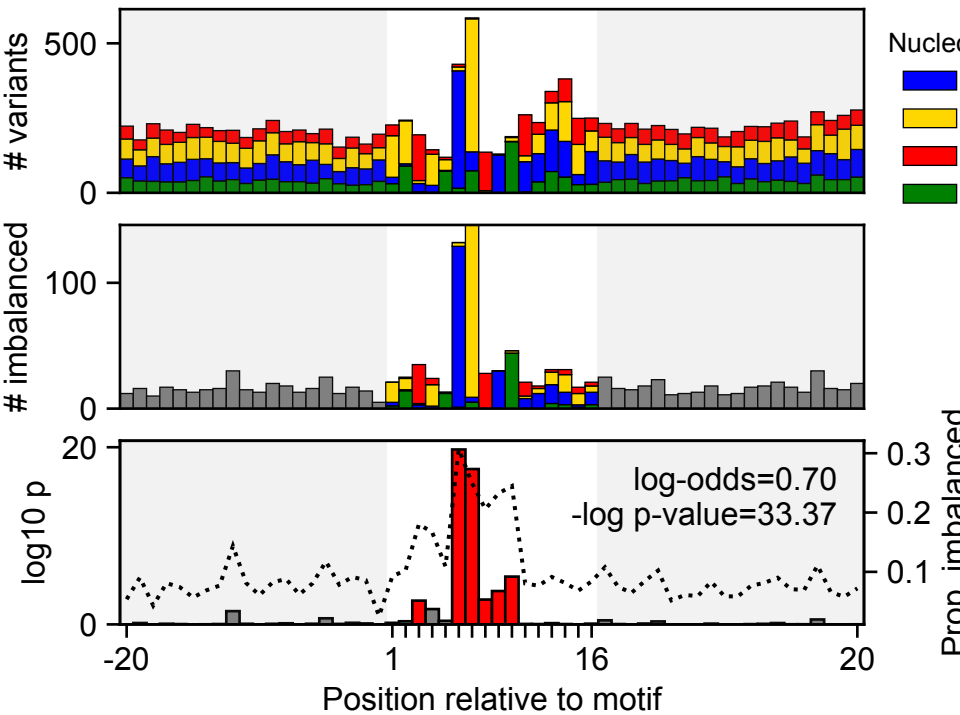 # variants
500
0
Nucleo
# imbalanced
100
0
log10 p
20
0
log-odds=0.70
-log p-value=33.37
0.3
0.2
0.1
Prop. imbalanced
-20
1
16
20
Position relative to motif